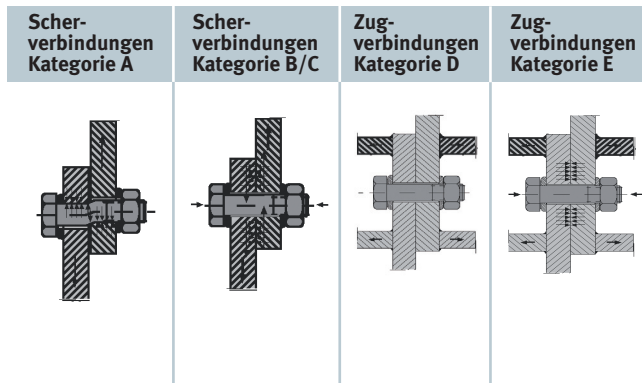 Scher-
verbindungen
Kategorie A
Scher-
verbindungen
Kategorie B/C
Zug-
verbindungen
Kategorie D
Zug-
verbindungen
Kategorie E